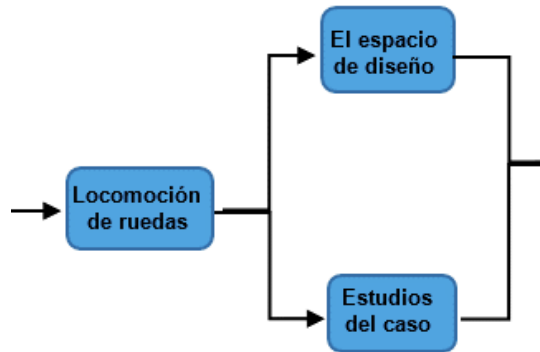 El espacio
de diseño
Locomoción
de ruedas
Estudios
del caso